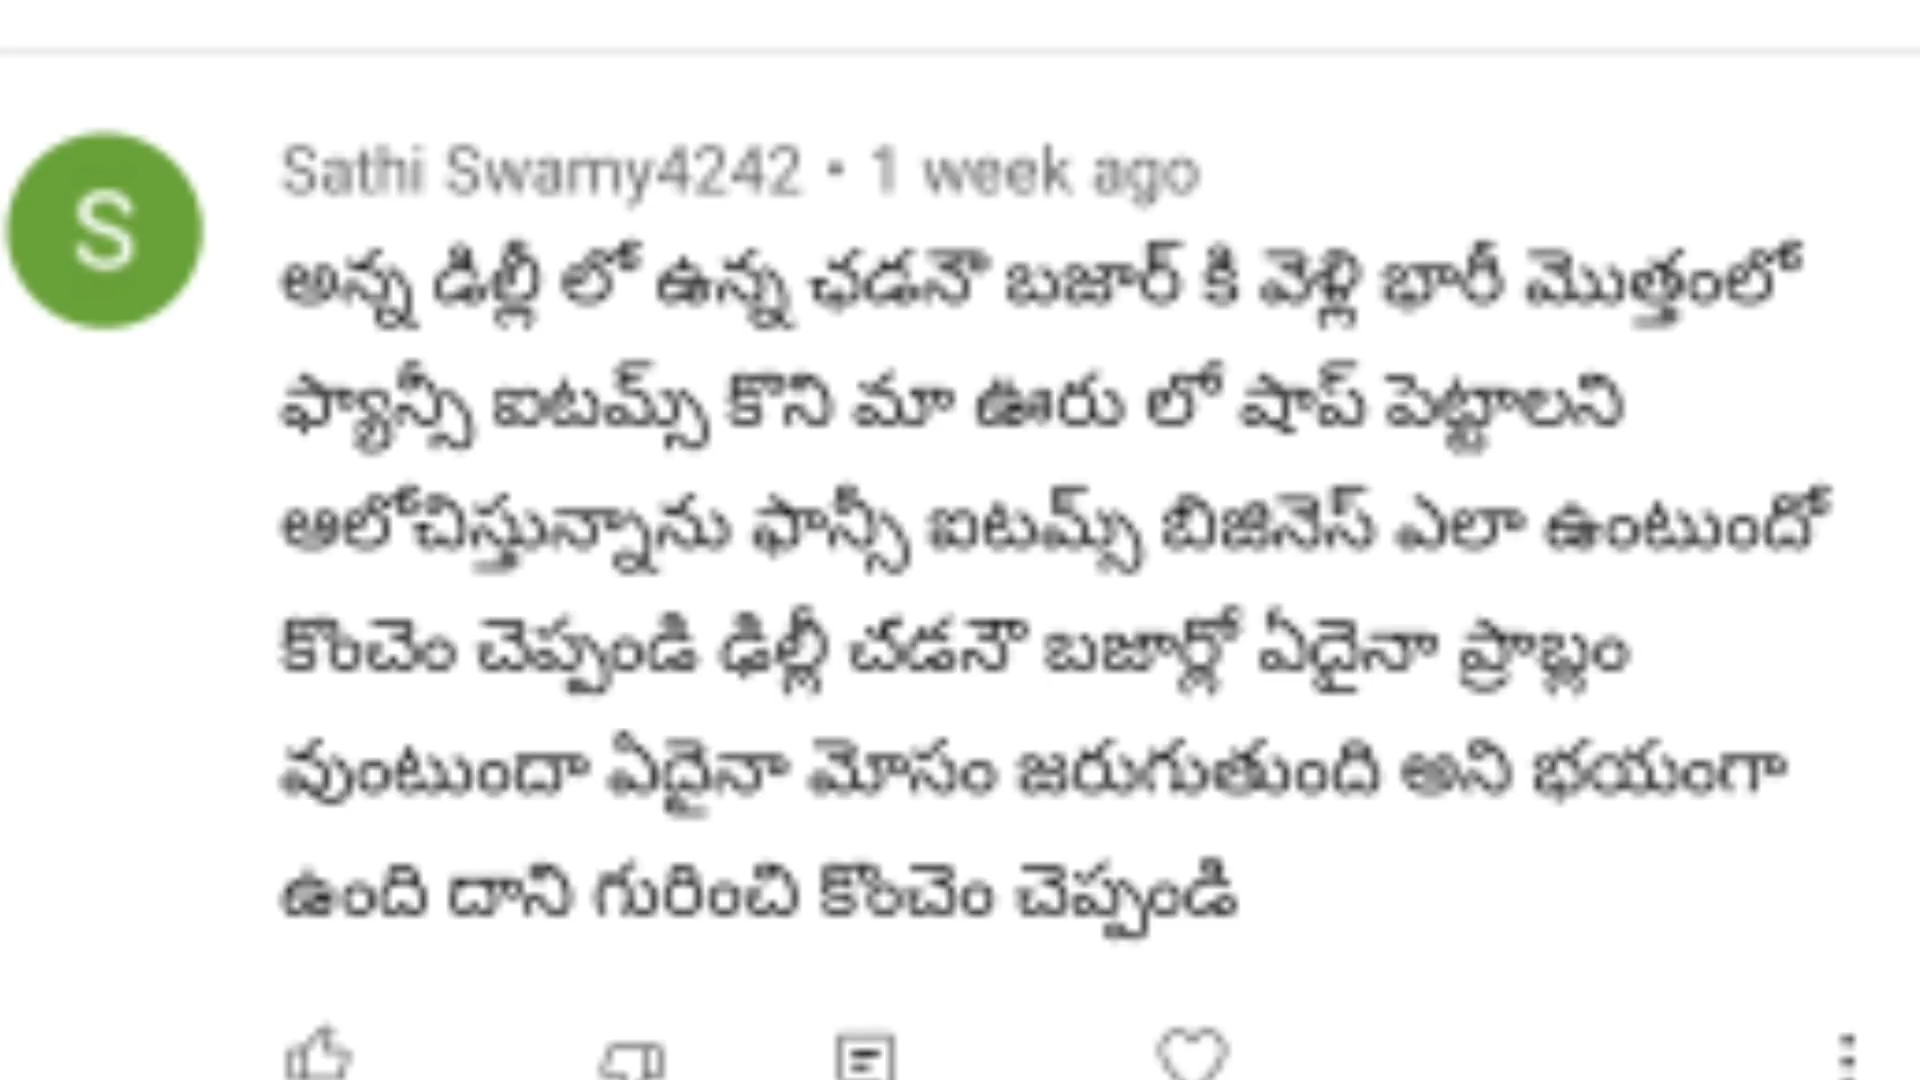 S
Sathi Swamy4242 • 1 week ago
అన్న డిల్లీ లో ఉన్న ఛడనౌ బజార్ కి వెళ్లి భారీ మొత్తంలో
ఫ్యాన్సీ ఐటమ్స్ కొని మా ఊరు లో షాప్ పెట్టాలని
ఆలోచిస్తున్నాను ఫాన్సీ ఐటమ్స్ బిజినెస్ ఎలా ఉంటుందో
కొంచెం చెప్పండి ఢిల్లీ చడనౌ బజార్లో ఏదైనా ప్రాబ్లం
వుంటుందా ఏదైనా మోసం జరుగుతుంది అని భయంగా
ఉంది దాని గురించి కొంచెం చెప్పండి